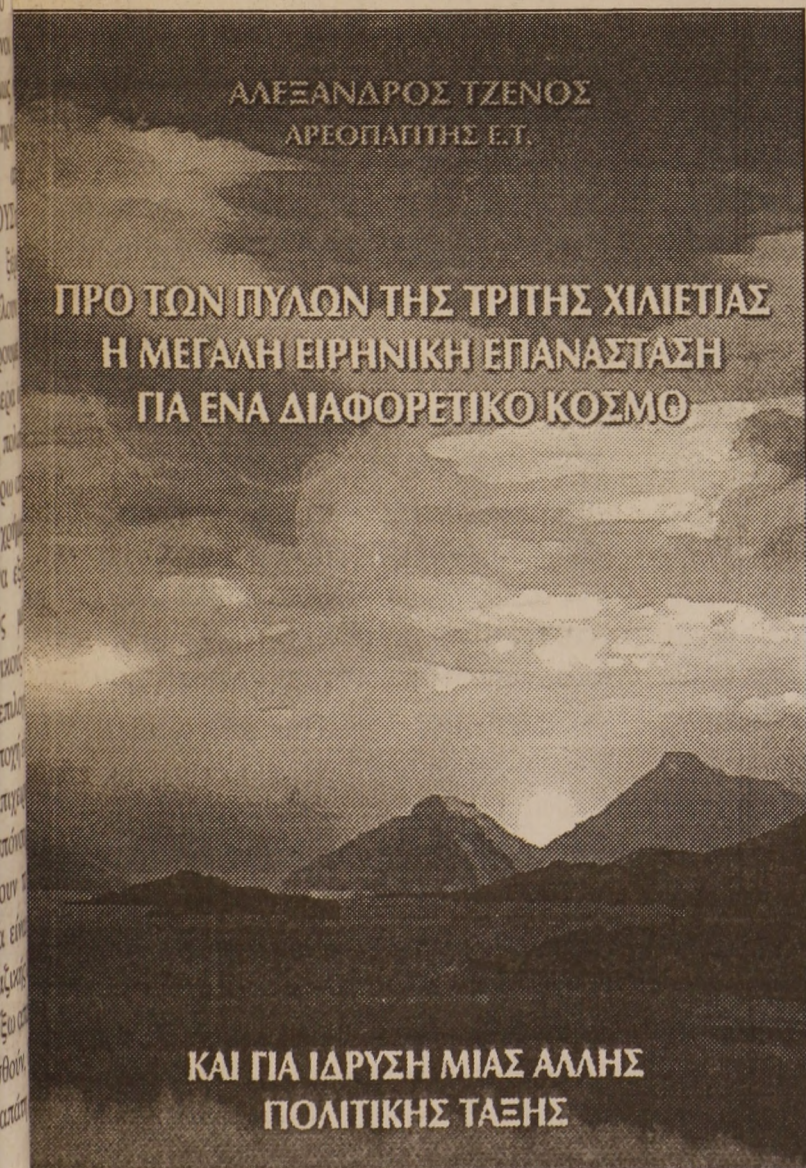 ΑΛΕΞΑΝΔΡΟΣ ΤΖΕΝΟΣ
ΑΡΕΟΠΑΓΙΤΗΣ Ε.Τ.
ΠΡΟ ΤΩΝ ΠΥΛΩΝ ΤΗΣ ΤΡΙΤΗΣ ΧΙΛΙΕΤΙΑΣ
Η ΜΕΓΑΛΗ ΕΙΡΗΝΙΚΗ ΕΠΑΝΑΣΤΑΣΗ
ΓΙΑ ΕΝΑ ΔΙΑΦΟΡΕΤΙΚΟ ΚΟΣΜΟ
ΚΑΙ ΓΙΑ ΙΔΡΥΣΗ ΜΙΑΣ ΑΛΛΗΣ
ΠΟΛΙΤΙΚΗΣ ΤΑΞΗΣ